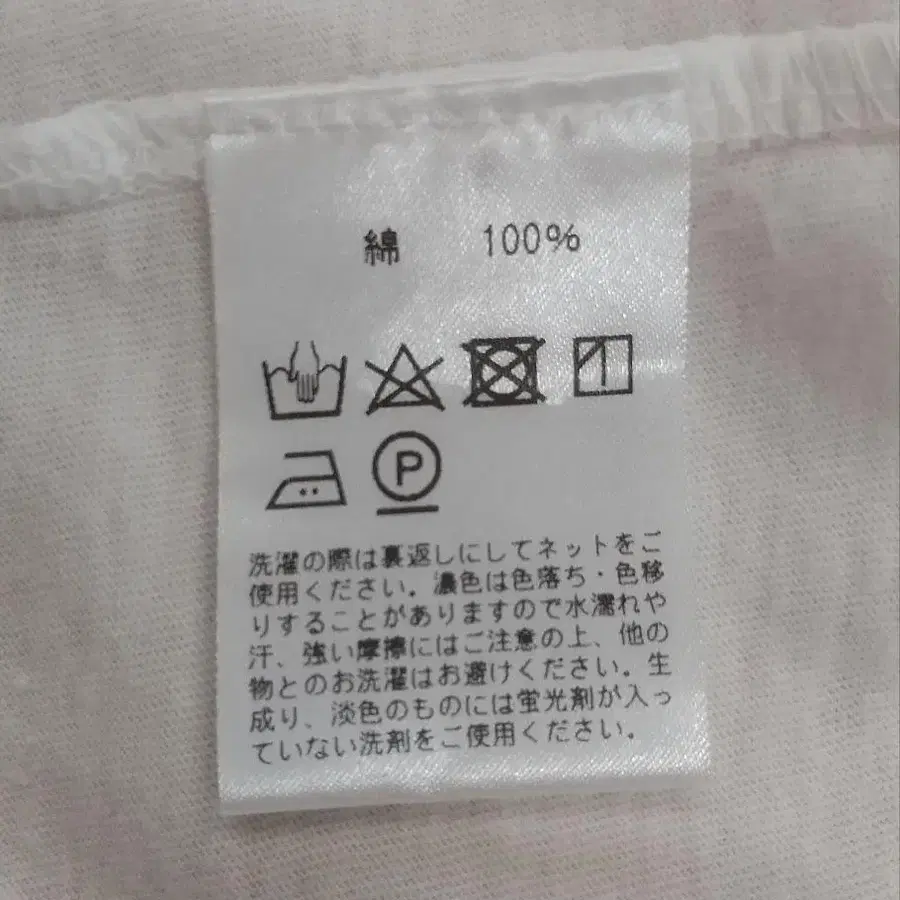 綿 100%
P
洗濯の際は裏返しにしてネットをご
使用ください。濃色は色落ち・色移
りすることがありますので水濡れや
汗、強い摩擦にはご注意の上、他の
物とのお洗濯はお避けください。生
成り、淡色のものには蛍光剤が入っ
ていない洗剤をご使用ください。